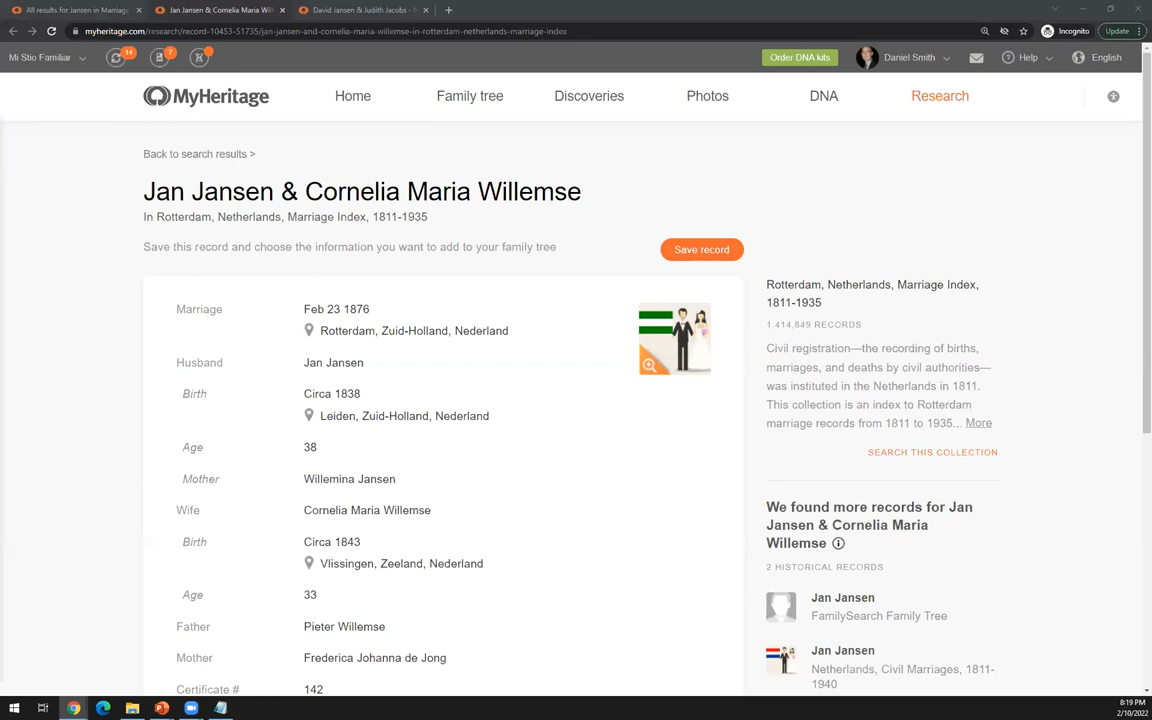 All results for Jansen in Marriag
Jan Jansen & Cornelia Maria Wil
David Jansen & Judith Jacobs - R
myheritage.com/research/record-10453-51735/jan-jansen-and-cornelia-maria-willemse-in-rotterdam-netherlands-marriage-index
Incognito
Update
Mi Stio Familiar
14
7
Order DNA kits
Daniel Smith
Help
English
MyHeritage
Home
Family tree
Discoveries
Photos
DNA
Research
Back to search results >
Jan Jansen & Cornelia Maria Willemse
In Rotterdam, Netherlands, Marriage Index, 1811-1935
Save this record and choose the information you want to add to your family tree
Save record
Marriage Feb 23 1876
Rotterdam, Zuid-Holland, Nederland
Husband Jan Jansen
Birth Circa 1838
Leiden, Zuid-Holland, Nederland
Age 38
Mother Willemina Jansen
Wife Cornelia Maria Willemse
Birth Circa 1843
Vlissingen, Zeeland, Nederland
Age 33
Father Pieter Willemse
Mother Frederica Johanna de Jong
Certificate # 142
Rotterdam, Netherlands, Marriage Index,
1811-1935
1,414,849 RECORDS
Civil registration—the recording of births,
marriages, and deaths by civil authorities—
was instituted in the Netherlands in 1811.
This collection is an index to Rotterdam
marriage records from 1811 to 1935... More
SEARCH THIS COLLECTION
We found more records for Jan
Jansen & Cornelia Maria
Willemse
2 HISTORICAL RECORDS
Jan Jansen
FamilySearch Family Tree
Jan Jansen
Netherlands, Civil Marriages, 1811-
1940
8:19 PM
2/10/2022